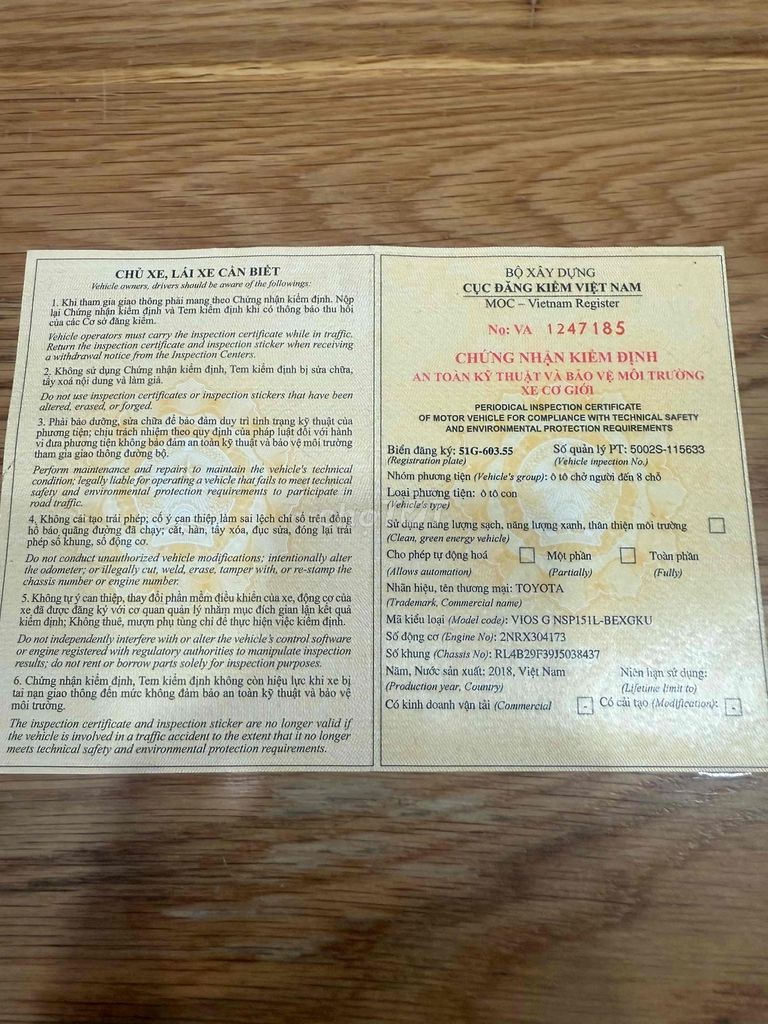 CHỦ XE, LÁI XE CẦN BIẾT
Vehicle owners, drivers should be aware of the followings:
1. Khi tham gia giao thông phải mang theo Chứng nhận kiểm định. Nộp
lại Chứng nhận kiểm định và Tem kiểm định khi có thông báo thu hồi
của các Cơ sở đăng kiểm.
Vehicle operators must carry the inspection certificate while in traffic.
Return the inspection certificate and inspection sticker when receiving
a withdrawal notice from the Inspection Centers.
2. Không sử dụng Chứng nhận kiểm định, Tem kiểm định bị sửa chữa,
tẩy xoá nội dung và làm giả.
Do not use inspection certificates or inspection stickers that have been
altered, erased, or forged.
3. Phải bảo dưỡng, sửa chữa để bảo đảm duy trì tình trạng kỹ thuật của
phương tiện; chịu trách nhiệm theo quy định của pháp luật đối với hành
vi đưa phương tiện không bảo đảm an toàn kỹ thuật và bảo vệ môi trường
tham gia giao thông đường bộ.
Perform maintenance and repairs to maintain the vehicle's technical
condition; legally liable for operating a vehicle that fails to meet technical
safety and environmental protection requirements to participate in
road traffic.
4. Không cải tạo trái phép; cố ý can thiệp làm sai lệch chỉ số trên đồng
hồ báo quãng đường đã chạy; cắt, hàn, tẩy xóa, đục sửa, đóng lại trái
phép số khung, số động cơ.
Do not conduct unauthorized vehicle modifications; intentionally alter
the odometer; or illegally cut, weld, erase, tamper with, or re-stamp the
chassis number or engine number.
5. Không tự ý can thiệp, thay đổi phần mềm điều khiển của xe, động cơ của
xe đã được đăng ký với cơ quan quản lý nhằm mục đích gian lận kết quả
kiểm định; Không thuê, mượn phụ tùng chỉ để thực hiện việc kiểm định.
Do not independently interfere with or alter the vehicle's control software
or engine registered with regulatory authorities to manipulate inspection
results; do not rent or borrow parts solely for inspection purposes.
6. Chứng nhận kiểm định, Tem kiểm định không còn hiệu lực khi xe bị
tai nạn giao thông đến mức không đảm bảo an toàn kỹ thuật và bảo vệ
môi trường.
The inspection certificate and inspection sticker are no longer valid if
the vehicle is involved in a traffic accident to the extent that it no longer
meets technical safety and environmental protection requirements.
BỘ XÂY DỰNG
CỤC ĐĂNG KIỂM VIỆT NAM
MOC – Vietnam Register
No: VA 1247185
CHỨNG NHẬN KIỂM ĐỊNH
AN TOÀN KỸ THUẬT VÀ BẢO VỆ MÔI TRƯỜNG
XE CƠ GIỚI
PERIODICAL INSPECTION CERTIFICATE
OF MOTOR VEHICLE FOR COMPLIANCE WITH TECHNICAL SAFETY
AND ENVIRONMENTAL PROTECTION REQUIREMENTS
Biển đăng ký: 51G-603.55 Số quản lý PT: 5002S-115633
(Registration plate) (Vehicle inpection No.)
Nhóm phương tiện (Vehicle's group): ô tô chở người đến 8 chỗ
Loại phương tiện: ô tô con
(Vehicle's type)
Sử dụng năng lượng sạch, năng lượng xanh, thân thiện môi trường
(Clean, green energy vehicle)
Cho phép tự động hoá Một phần Toàn phần
(Allows automation) (Partially) (Fully)
Nhãn hiệu, tên thương mại: TOYOTA
(Trademark, Commercial name)
Mã kiểu loại (Model code): VIOS G NSP151L-BEXGKU
Số động cơ (Engine No): 2NRX304173
Số khung (Chassis No): RL4B29F39J5038437
Năm, Nước sản xuất: 2018, Việt Nam Niên hạn sử dụng:
(Production year, Country) (Lifetime limit to)
Có kinh doanh vận tải (Commercial - Có cải tạo (Modification): -